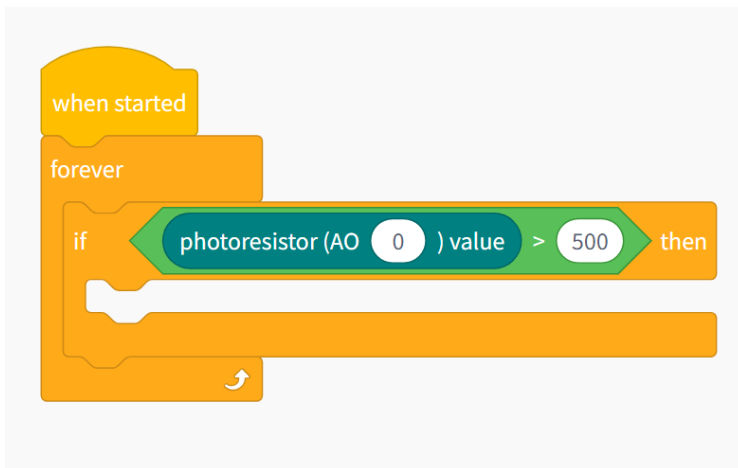 when started
forever
if photoresistor (AO 0 ) value > 500 then